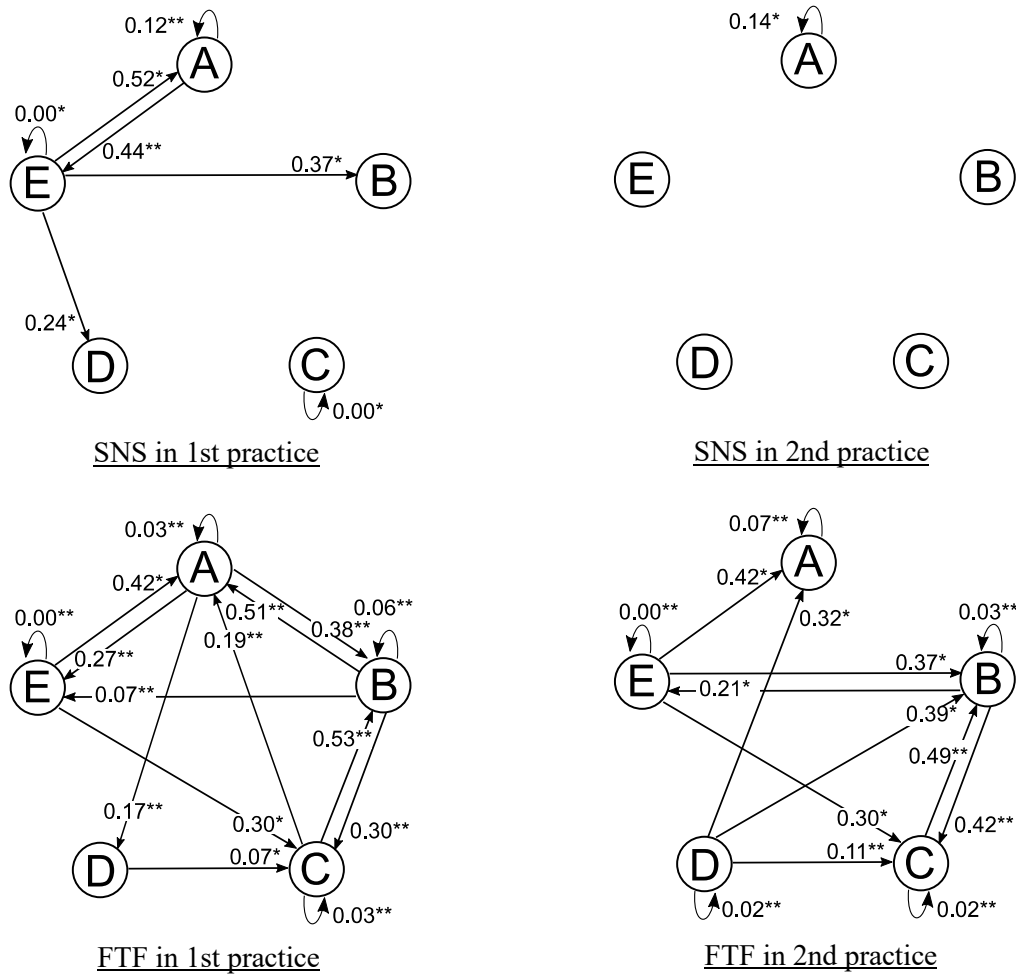 0.12**
A
0.52*
0.00*
0.44**
E
0.37*
B
0.24*
D
C
0.00*
SNS in 1st practice
0.14*
A
E
B
D
C
SNS in 2nd practice
0.03**
A
0.42*
0.51**
0.06**
0.00**
0.38**
0.19**
0.27**
E
B
0.07**
0.53**
0.17**
0.30*
0.30**
D
0.07*
C
0.03**
FTF in 1st practice
0.07**
A
0.42*
0.00**
0.32*
0.03**
E
0.37*
B
0.21*
0.39*
0.49**
0.30*
0.42**
D
0.11**
C
0.02**
0.02**
FTF in 2nd practice